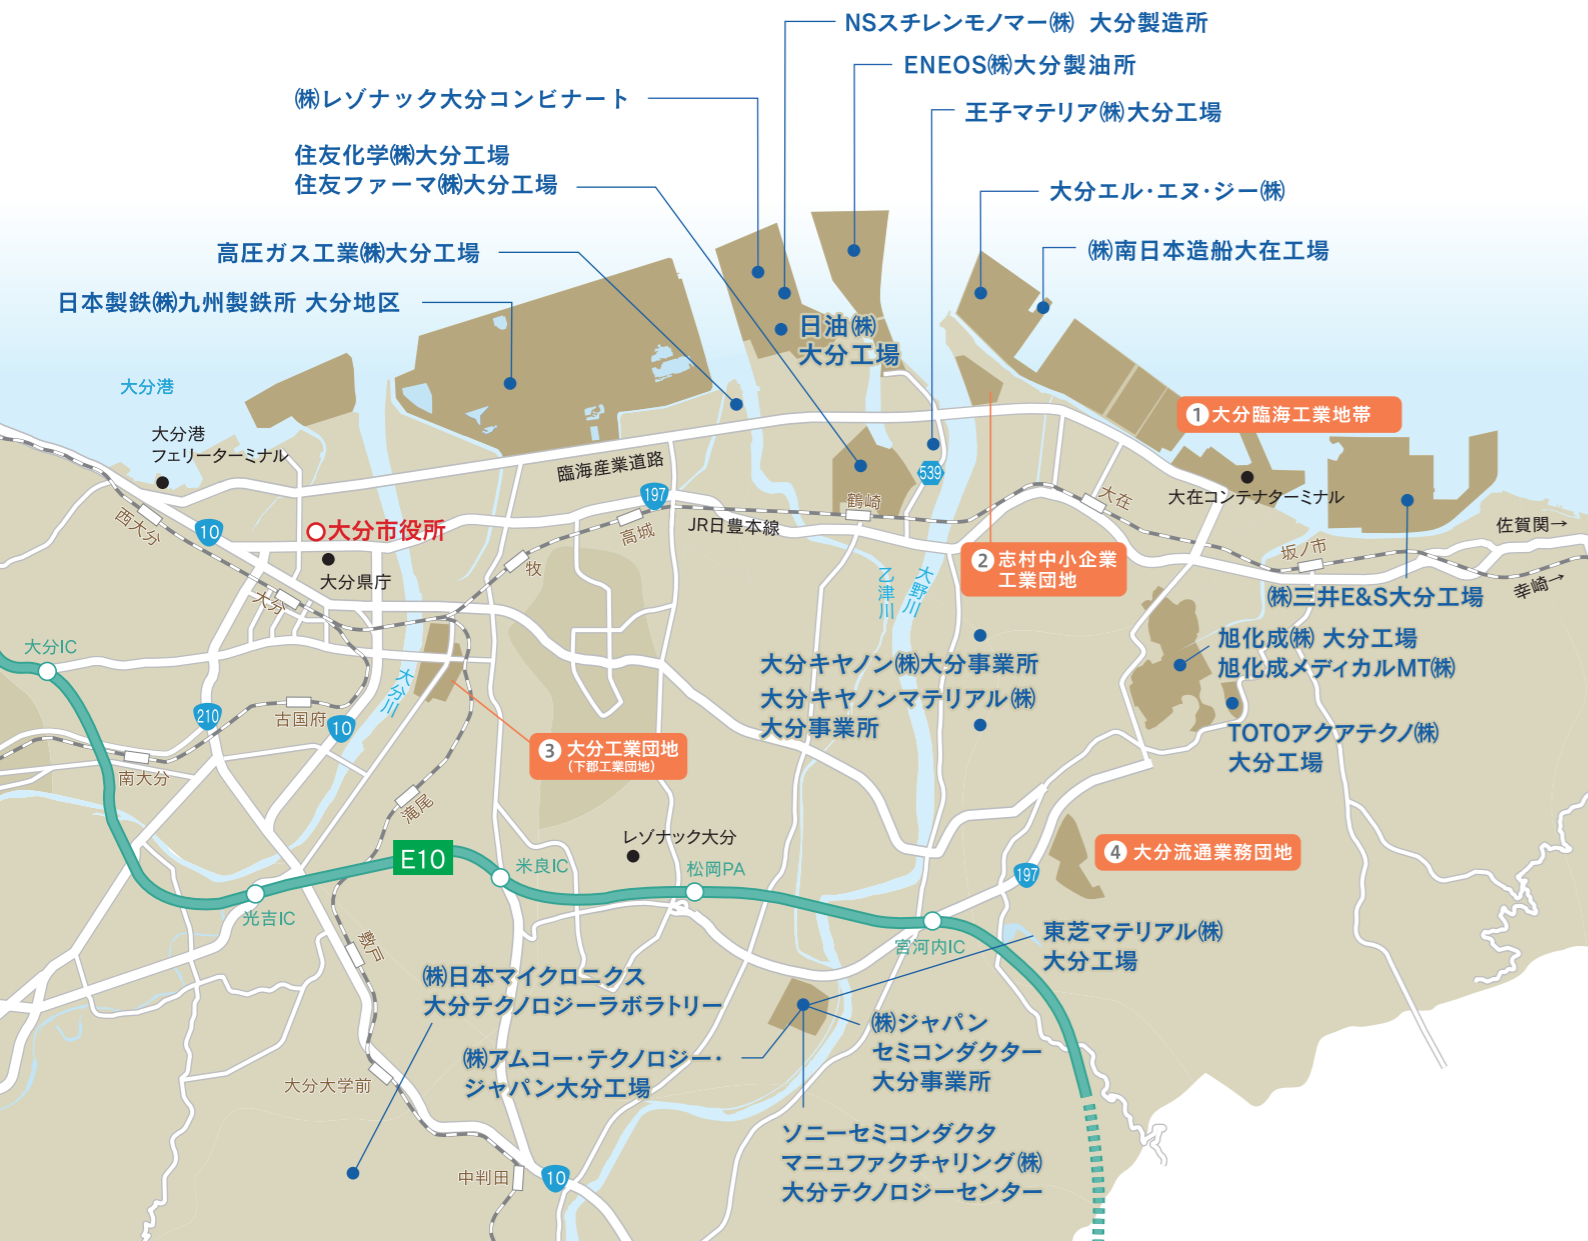 NSスチレンモノマー㈱ 大分製造所
ENEOS㈱大分製油所
㈱レゾナック大分コンビナート
王子マテリア㈱大分工場
住友化学㈱大分工場
住友ファーマ㈱大分工場
大分エル・エヌ・ジー㈱
高圧ガス工業㈱大分工場
㈱南日本造船大在工場
日本製鉄㈱九州製鉄所 大分地区
日油㈱
大分工場
大分港
大分港
フェリーターミナル
① 大分臨海工業地帯
臨海産業道路
539
197
鶴崎
大在
大在コンテナターミナル
10
大分市役所
西大分
高城
JR日豊本線
佐賀関→
坂ノ市
② 志村中小企業
工業団地
大分県庁
牧
乙津川
大野川
幸崎→
㈱三井E&S大分工場
大分
大分IC
旭化成㈱ 大分工場
旭化成メディカルMT㈱
大分キヤノン㈱大分事業所
大分キヤノンマテリアル㈱
大分事業所
大分川
210
古国府
10
TOTOアクアテクノ㈱
大分工場
③ 大分工業団地
(下郡工業団地)
南大分
滝尾
レゾナック大分
④ 大分流通業務団地
E10
米良IC
松岡PA
197
光吉IC
宮河内IC
東芝マテリアル㈱
大分工場
敷戸
㈱日本マイクロニクス
大分テクノロジーラボラトリー
㈱ジャパン
セミコンダクター
大分事業所
㈱アムコー・テクノロジー・
ジャパン大分工場
大分大学前
ソニーセミコンダクタ
マニュファクチャリング㈱
大分テクノロジーセンター
中判田
10